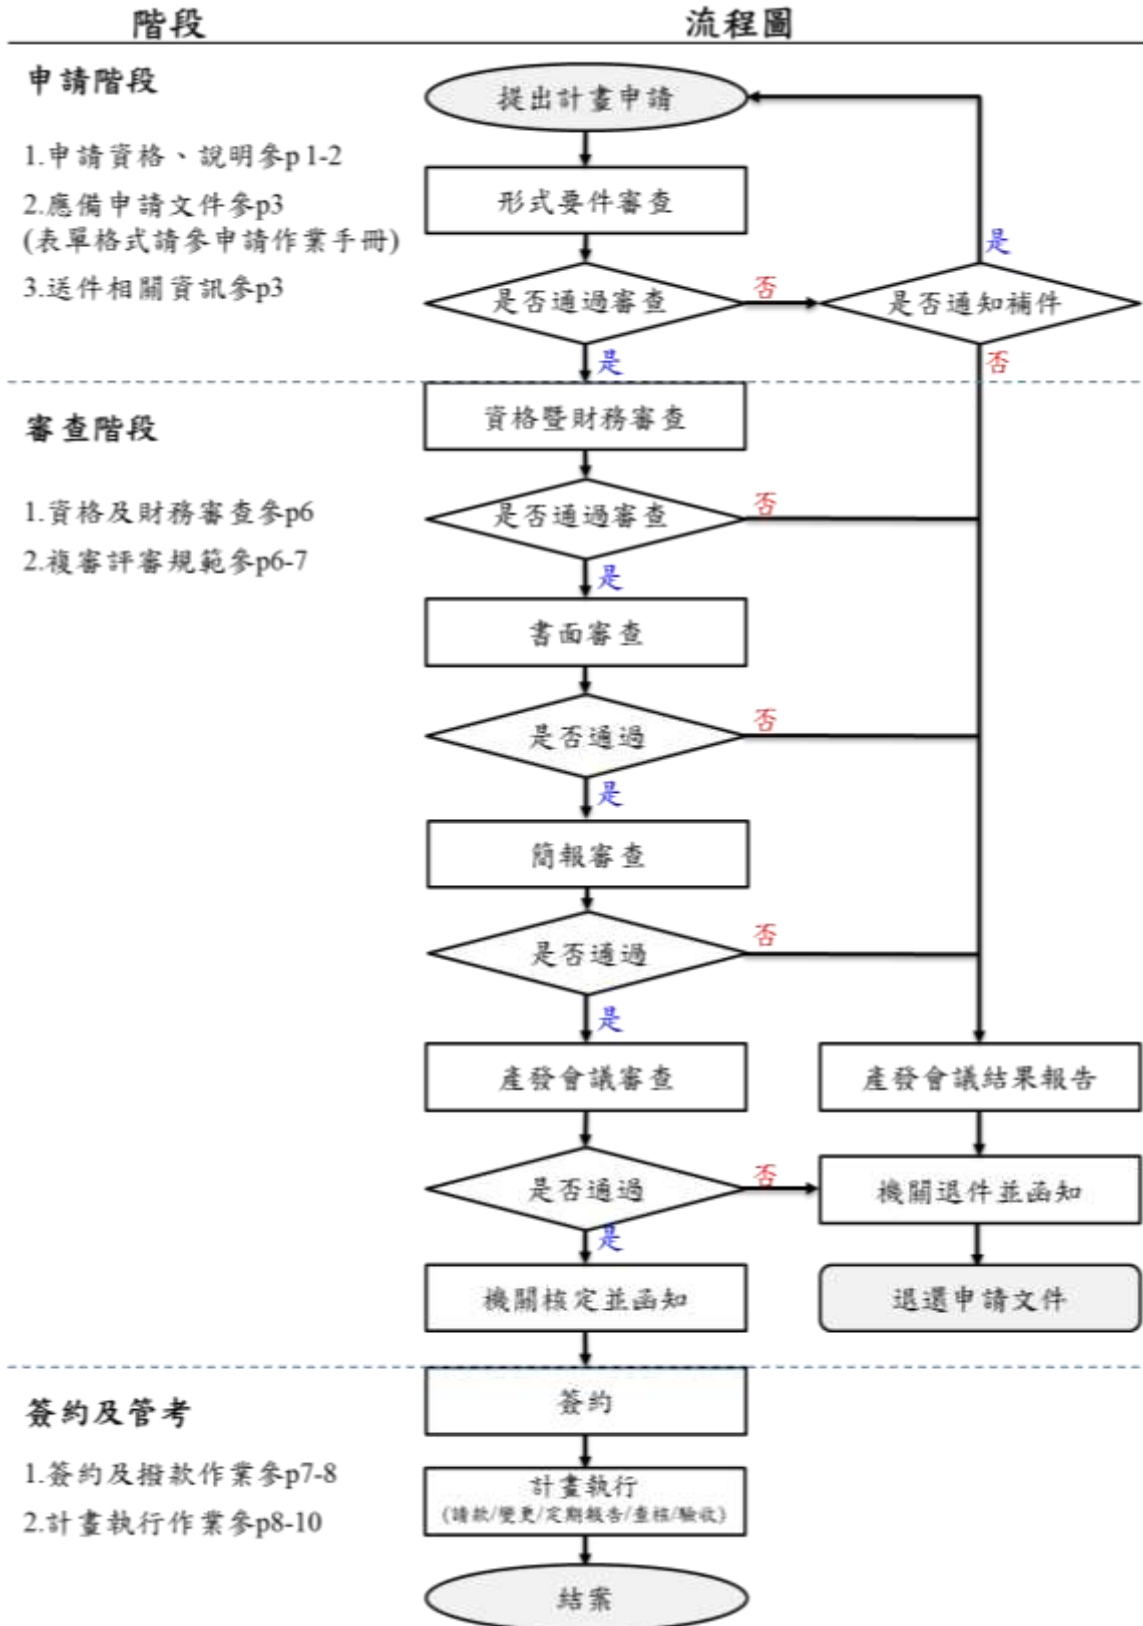 階段 流程圖
申請階段
提出計畫申請
1.申請資格、說明參p1-2
形式要件審查
2.應備申請文件參p3
(表單格式請參申請作業手冊)
是
3.送件相關資訊參p3
是否通過審查
否
是否通知補件
是
否
審查階段
資格暨財務審查
1.資格及財務審查參p6
是否通過審查
否
2.複審評審規範參p6-7
是
書面審查
是否通過
否
是
簡報審查
是否通過
否
是
產發會議審查
產發會議結果報告
是否通過
否
機關退件並函知
是
機關核定並函知
退還申請文件
簽約及管考
簽約
1.簽約及撥款作業參p7-8
計畫執行
(請款/變更/定期報告/查核/驗收)
2.計畫執行作業參p8-10
結案